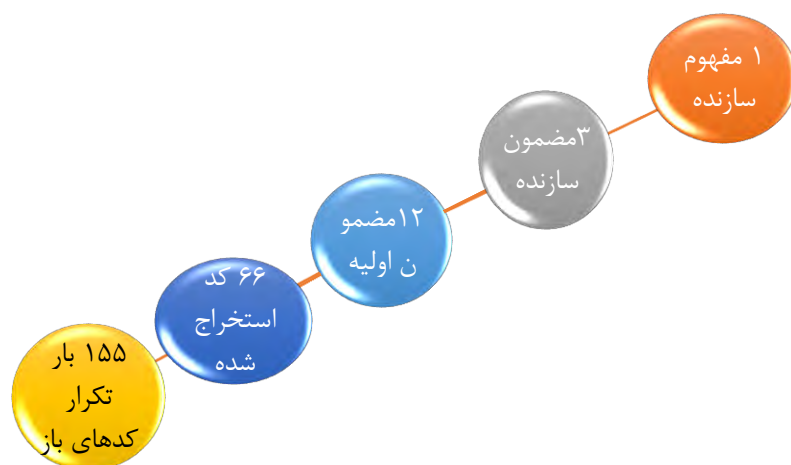 ۱ مفهوم
سازنده
۳مضمون
سازنده
۱۲مضمو
ن اولیه
۶۶ کد
استخراج
شده
۱۵۵ بار
تکرار
کدهای باز